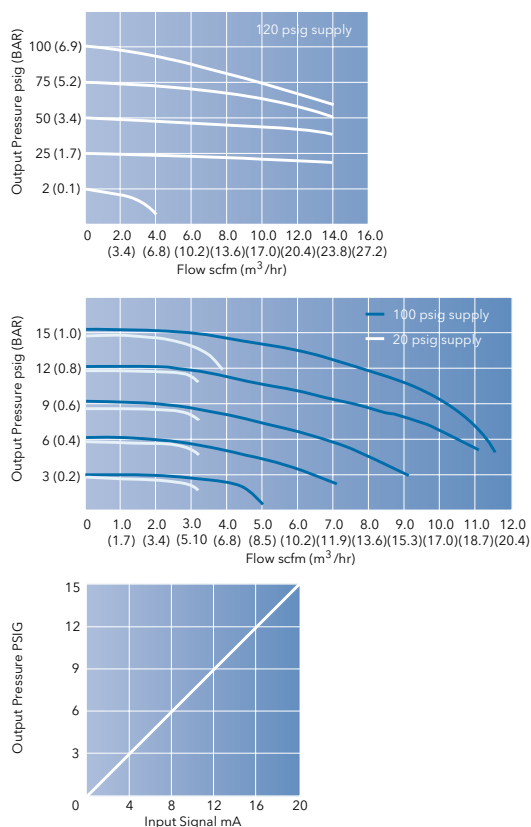 120 psig supply
Output Pressure psig (BAR)
100 (6.9)
75 (5.2)
50 (3.4)
25 (1.7)
2 (0.1)
0 2.0 4.0 6.0 8.0 10.0 12.0 14.0 16.0
(3.4) (6.8) (10.2) (13.6) (17.0) (20.4) (23.8) (27.2)
Flow scfm (m³/hr)
100 psig supply
20 psig supply
Output Pressure psig (BAR)
15 (1.0)
12 (0.8)
9 (0.6)
6 (0.4)
3 (0.2)
0 1.0 2.0 3.0 4.0 5.0 6.0 7.0 8.0 9.0 10.0 11.0 12.0
(1.7) (3.4) (5.10 (6.8) (8.5) (10.2) (11.9) (13.6) (15.3) (17.0) (18.7) (20.4)
Flow scfm (m³/hr)
Output Pressure PSIG
15
12
9
6
3
0 4 8 12 16 20
Input Signal mA